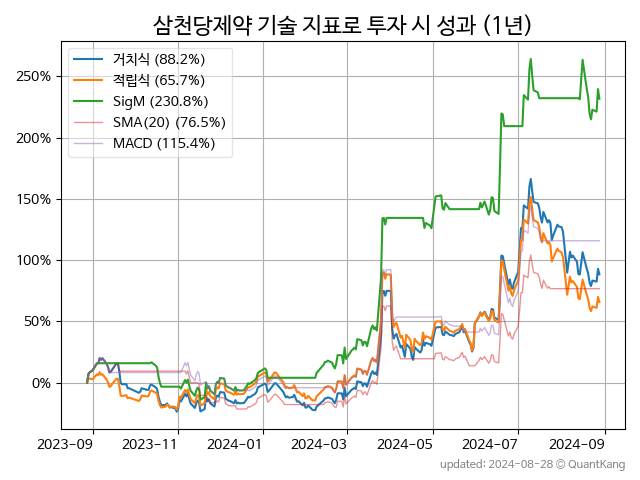 삼천당제약 기술 지표로 투자 시 성과 (1년)
거치식 (88.2%)
적립식 (65.7%)
SigM (230.8%)
SMA(20) (76.5%)
MACD (115.4%)
250%
200%
150%
100%
50%
0%
2023-09 2023-11 2024-01 2024-03 2024-05 2024-07 2024-09
updated: 2024-08-28 © QuantKang